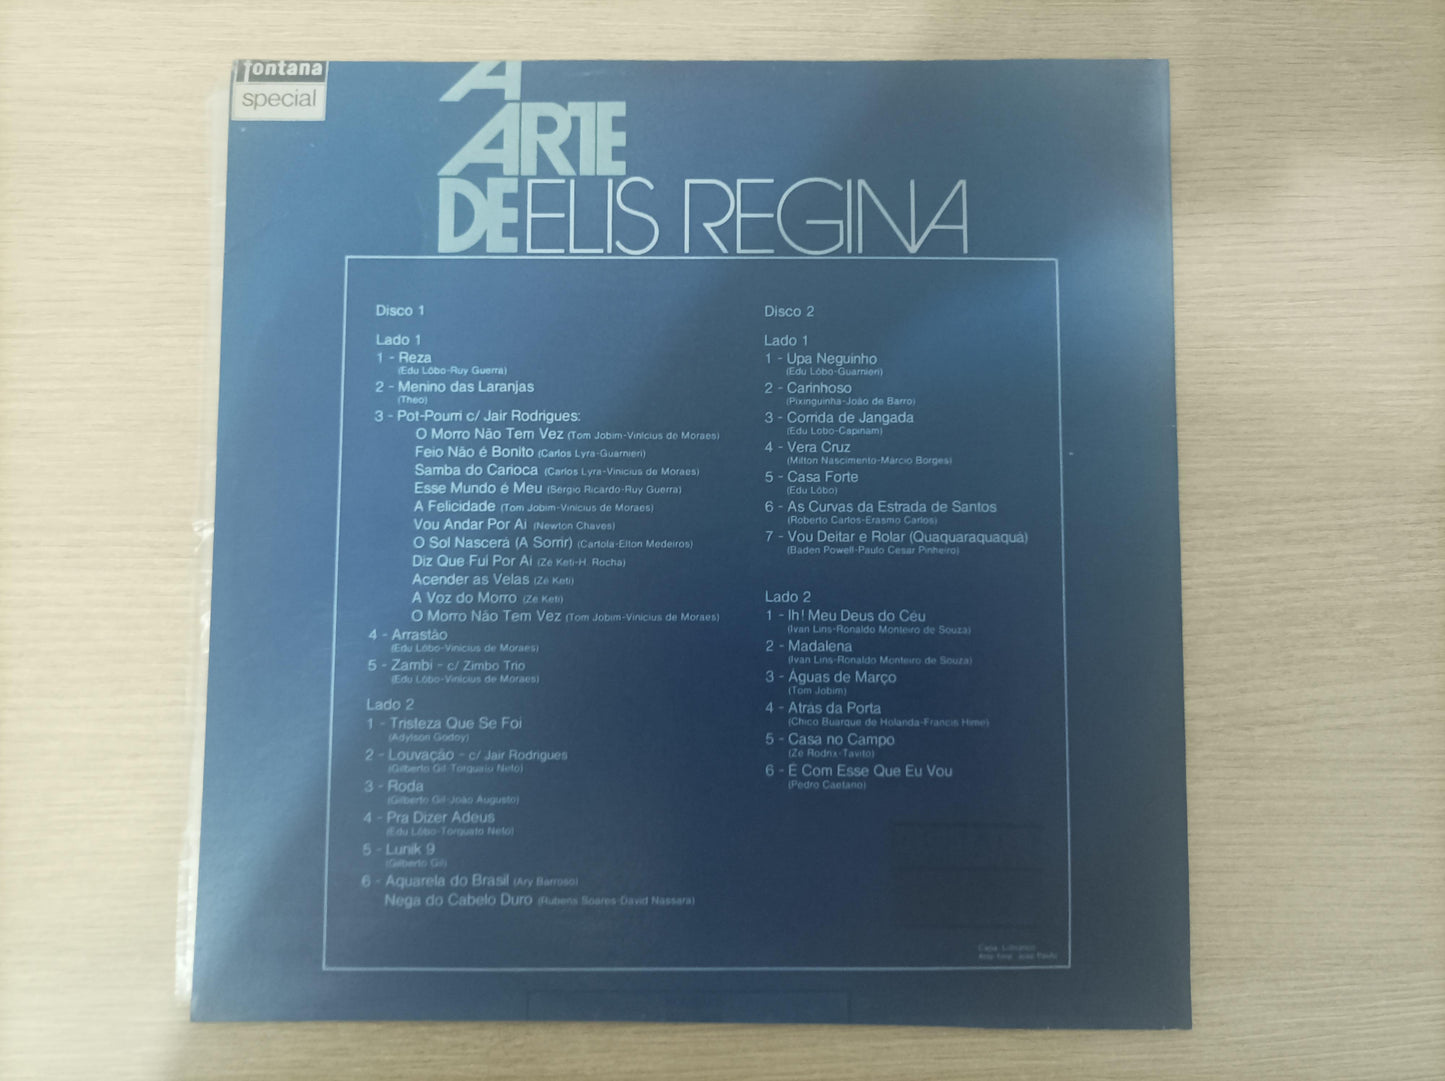 fontana
special
A
ARTE
DE ELIS REGINA
Disco 1
Lado 1
1 - Reza
(Edu Lôbo-Ruy Guerra)
2 - Menino das Laranjas
(Theo)
3 - Pot-Pourri c/ Jair Rodrigues:
O Morro Não Tem Vez (Tom Jobim-Vinícius de Moraes)
Feio Não é Bonito (Carlos Lyra-Guarnieri)
Samba do Carioca (Carlos Lyra-Vinicius de Moraes)
Esse Mundo é Meu (Sérgio Ricardo-Ruy Guerra)
A Felicidade (Tom Jobim-Vinícius de Moraes)
Vou Andar Por Aí (Newton Chaves)
O Sol Nascerá (A Sorrir) (Cartola-Elton Medeiros)
Diz Que Fui Por Aí (Zé Keti-H. Rocha)
Acender as Velas (Zé Keti)
A Voz do Morro (Zé Keti)
O Morro Não Tem Vez (Tom Jobim-Vinícius de Moraes)
4 - Arrastão
(Edu Lôbo-Vinícius de Moraes)
5 - Zambi - c/ Zimbo Trio
(Edu Lôbo-Vinícius de Moraes)
Lado 2
1 - Tristeza Que Se Foi
(Adylson Godoy)
2 - Louvação - c/ Jair Rodrigues
(Gilberto Gil-Torquato Neto)
3 - Roda
(Gilberto Gil-João Augusto)
4 - Pra Dizer Adeus
(Edu Lôbo-Torquato Neto)
5 - Lunik 9
(Gilberto Gil)
6 - Aquarela do Brasil (Ary Barroso)
Nega do Cabelo Duro (Rubens Soares-David Nassara)
Disco 2
Lado 1
1 - Upa Neguinho
(Edu Lôbo-Guarnieri)
2 - Carinhoso
(Pixinguinha-João de Barro)
3 - Corrida de Jangada
(Edu Lobo-Capinam)
4 - Vera Cruz
(Milton Nascimento-Márcio Borges)
5 - Casa Forte
(Edu Lôbo)
6 - As Curvas da Estrada de Santos
(Roberto Carlos-Erasmo Carlos)
7 - Vou Deitar e Rolar (Quaquaraquaquá)
(Baden Powell-Paulo Cesar Pinheiro)
Lado 2
1 - Ih! Meu Deus do Céu
(Ivan Lins-Ronaldo Monteiro de Souza)
2 - Madalena
(Ivan Lins-Ronaldo Monteiro de Souza)
3 - Águas de Março
(Tom Jobim)
4 - Atrás da Porta
(Chico Buarque de Holanda-Francis Hime)
5 - Casa no Campo
(Zé Rodrix-Tavito)
6 - É Com Esse Que Eu Vou
(Pedro Caetano)
Capa